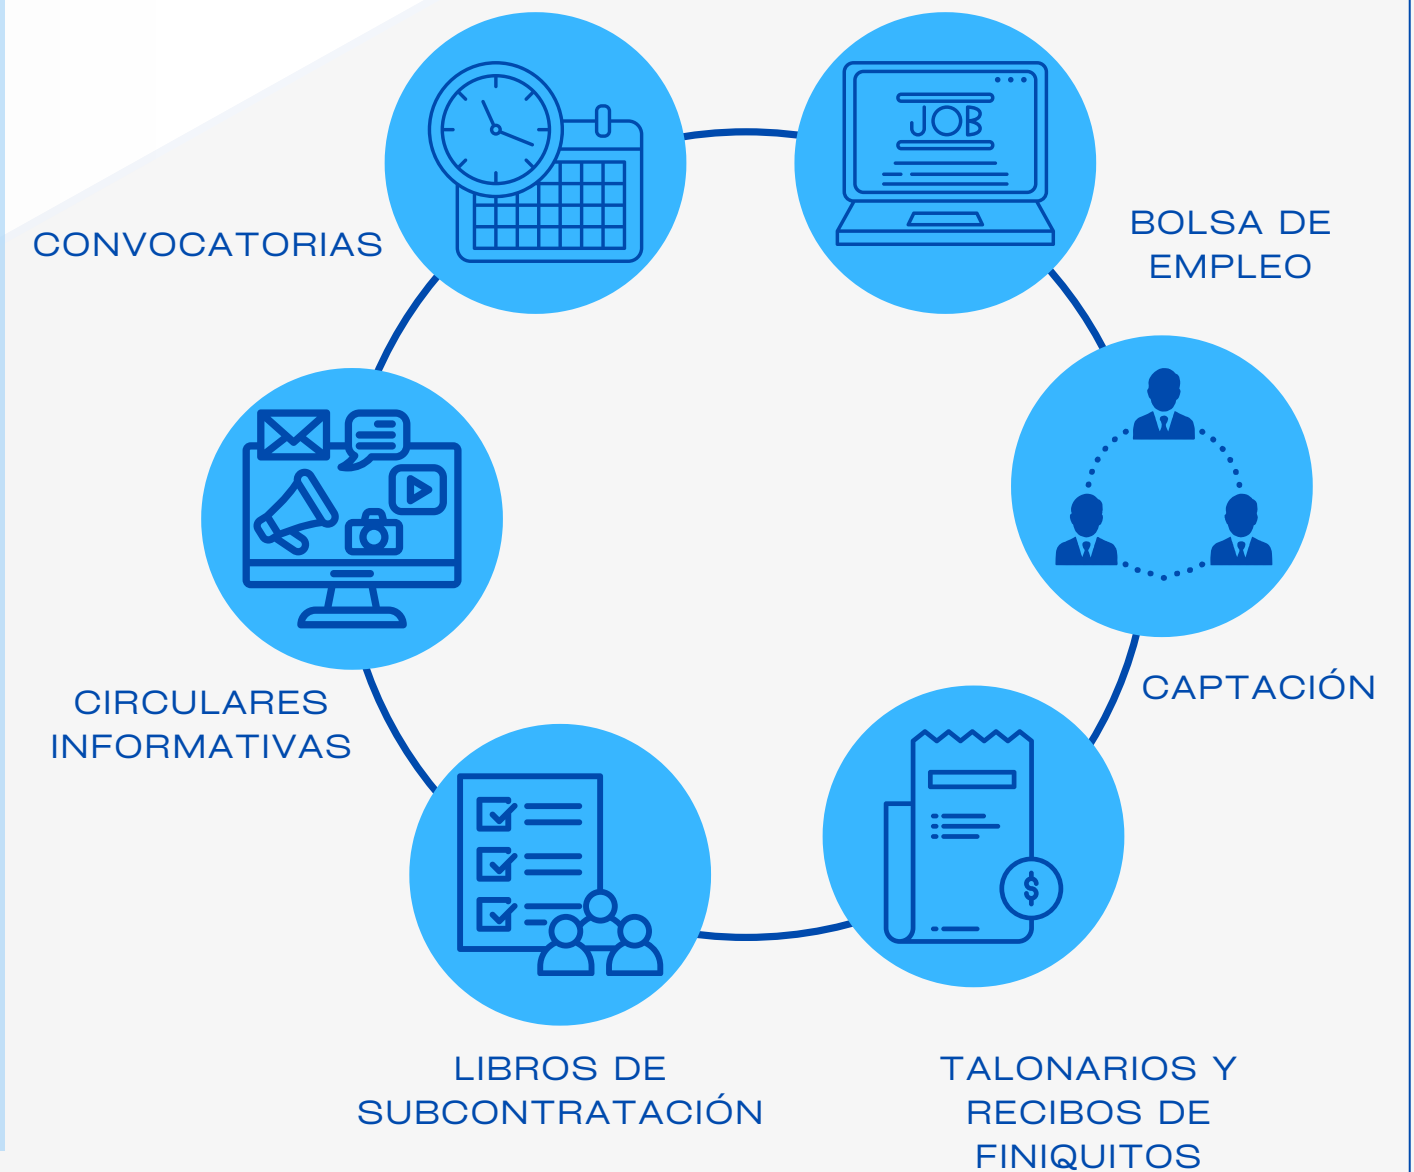 JOB
CONVOCATORIAS
BOLSA DE
EMPLEO
CAPTACIÓN
CIRCULARES
INFORMATIVAS
$
LIBROS DE
SUBCONTRATACIÓN
TALONARIOS Y
RECIBOS DE
FINIQUITOS